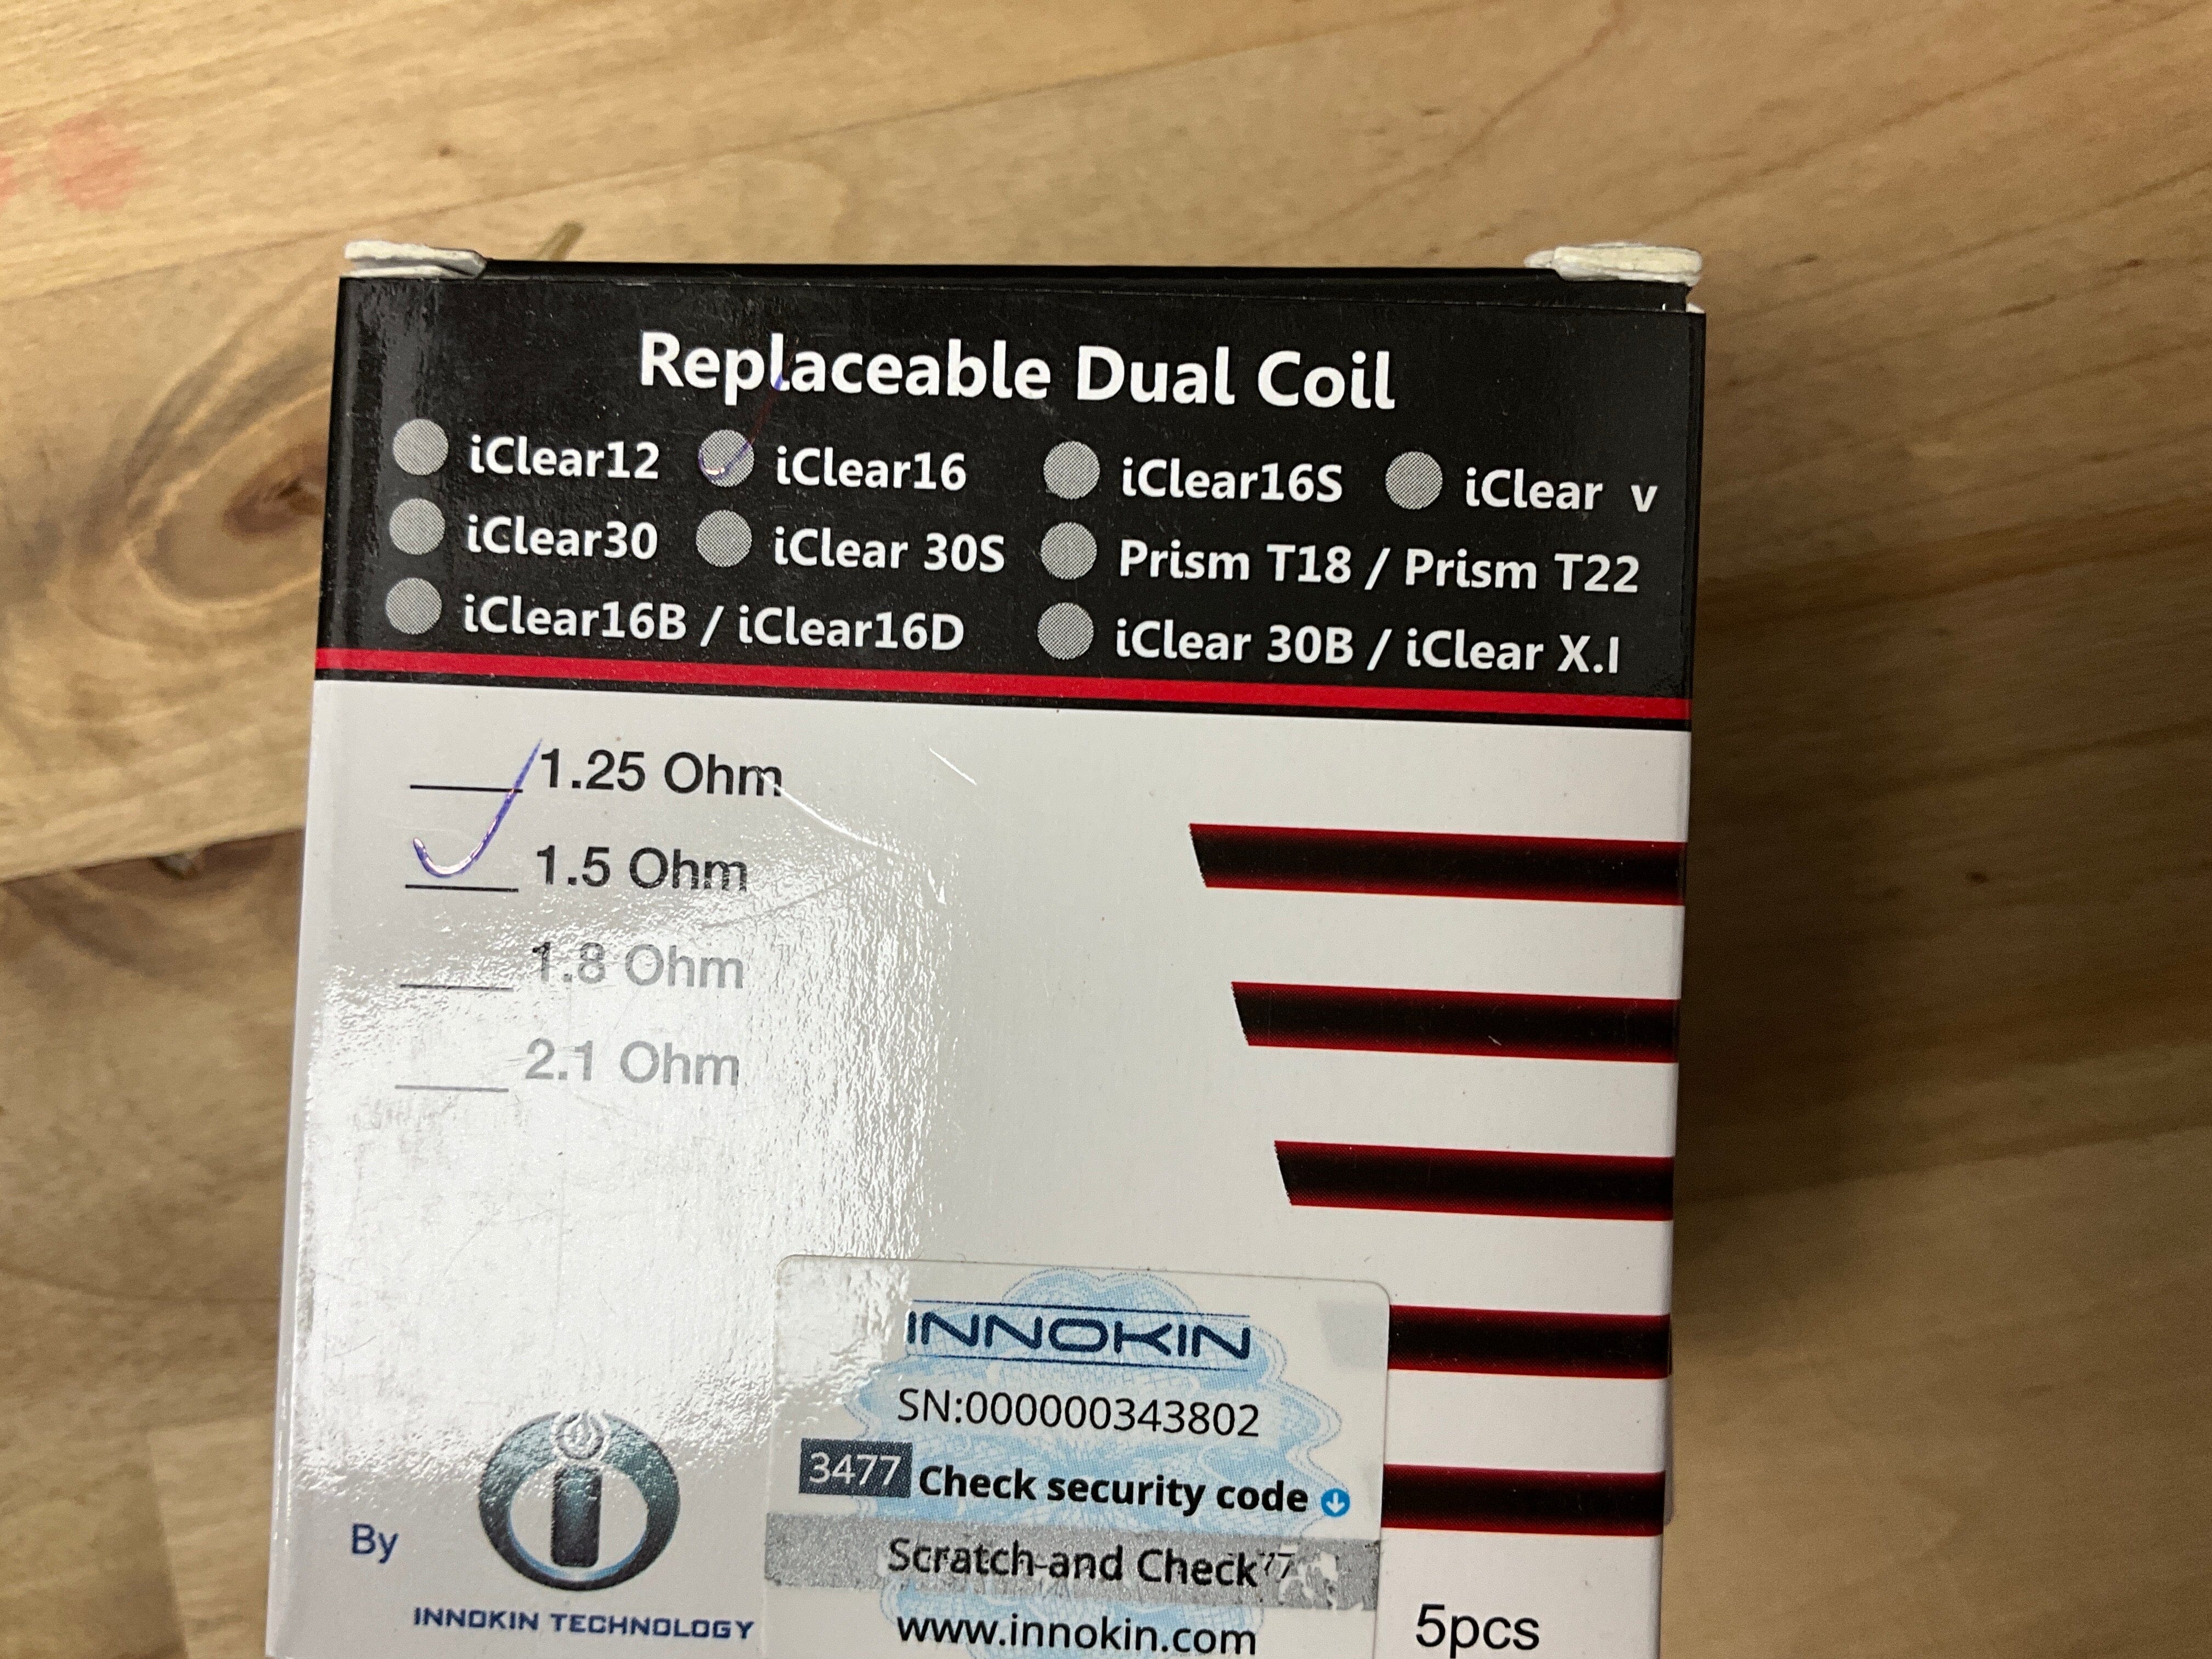 Replaceable Dual Coil
iClear12 iClear16 iClear16S iClear v
iClear30 iClear 30S Prism T18 / Prism T22
iClear16B / iClear16D iClear 30B / iClear X.I
1.25 Ohm
1.5 Ohm
1.8 Ohm
2.1 Ohm
INNOKIN
SN:000000343802
3477 Check security code
Scratch and Check
www.innokin.com
By
INNOKIN TECHNOLOGY
5pcs